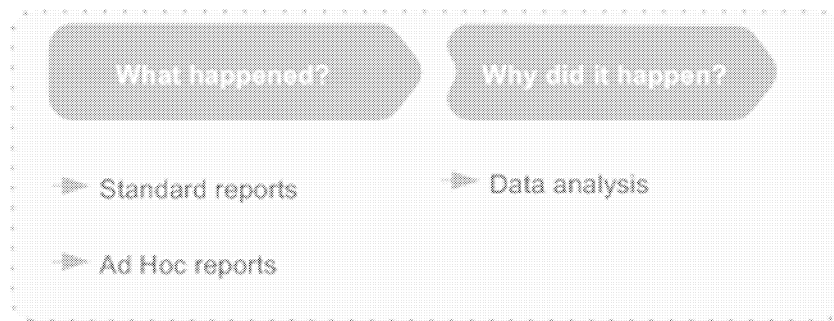 What happened?
Why did it happen?
Standard reports
Data analysis
Ad Hoc reports